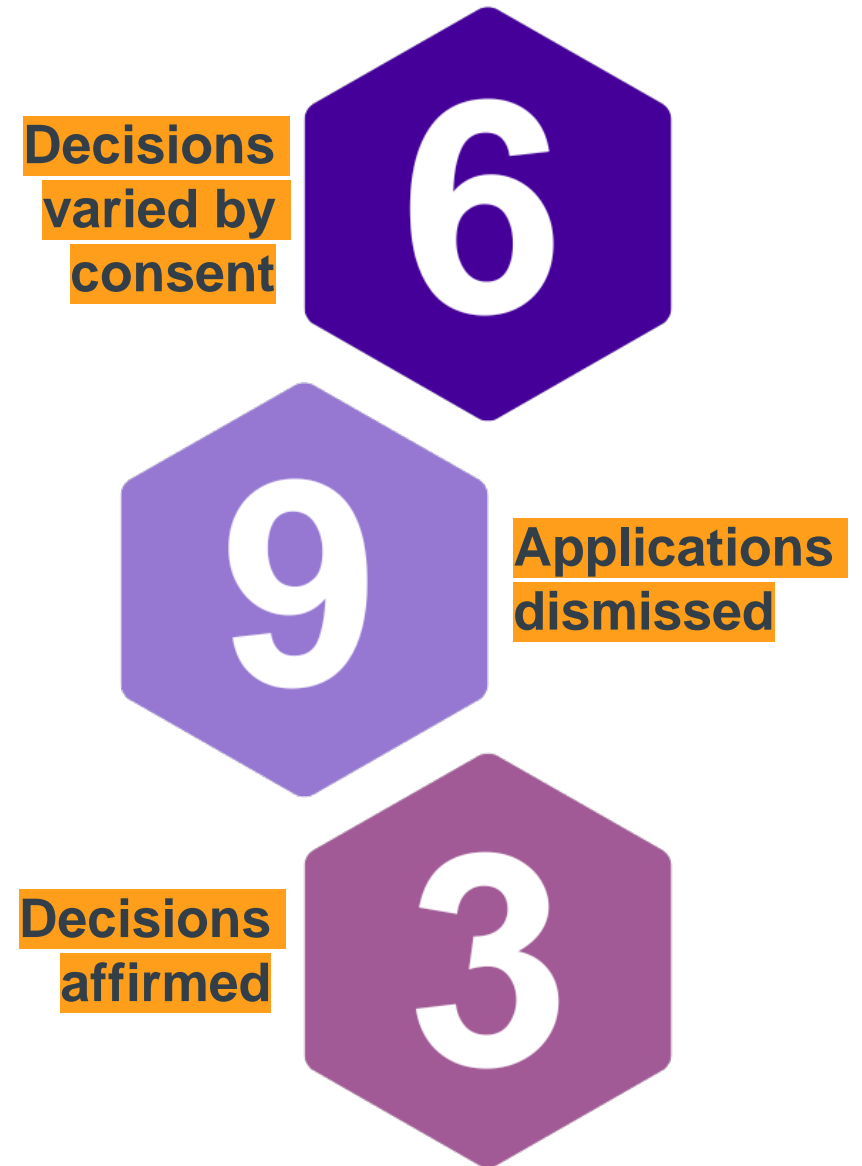 Decisions
varied by
consent
6
9
Applications
dismissed
Decisions
affirmed
3